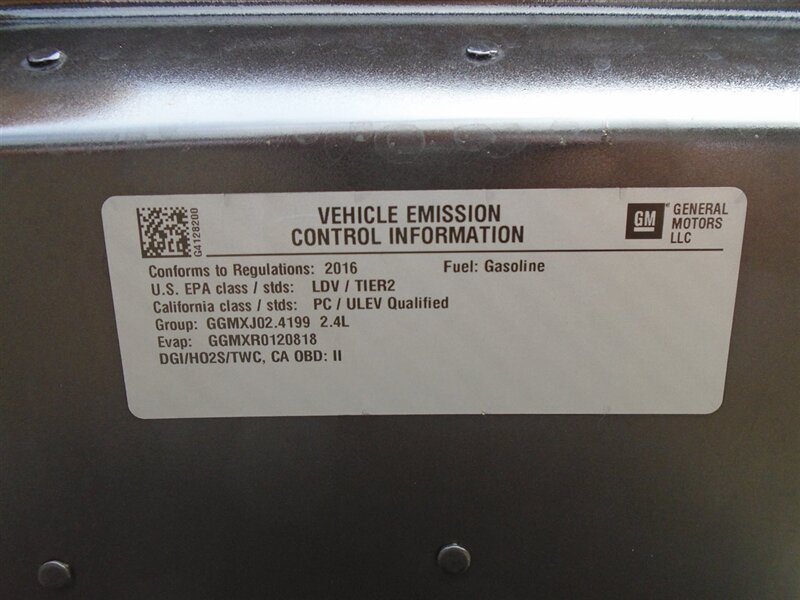 VEHICLE EMISSION
CONTROL INFORMATION
GM
GENERAL
MOTORS
LLC
G4128200
Conforms to Regulations: 2016 Fuel: Gasoline
U.S. EPA class / stds: LDV / TIER2
California class / stds: PC / ULEV Qualified
Group: GGMXJ02.4199 2.4L
Evap: GGMXR0120818
DGI/HO2S/TWC, CA OBD: II